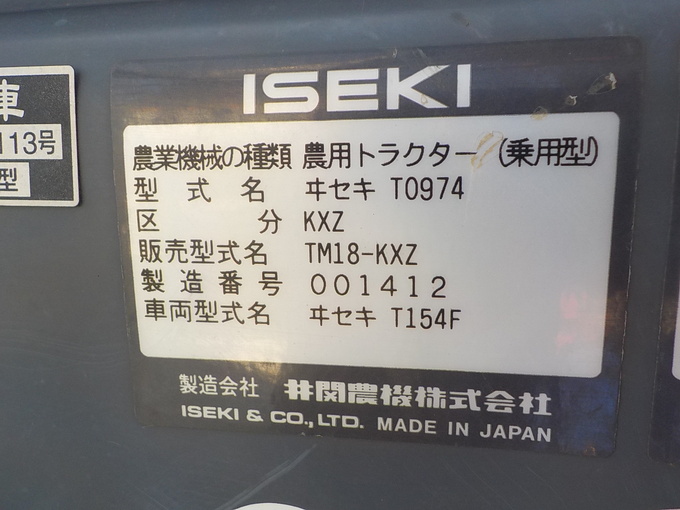 車
113号
型
ISEKI
農業機械の種類 農用トラクター (乗用型)
型式名 ヰセキ T0974
区分 KXZ
販売型式名 TM18-KXZ
製造番号 001412
車両型式名 ヰセキ T154F
製造会社 井関農機株式会社
ISEKI & CO., LTD. MADE IN JAPAN